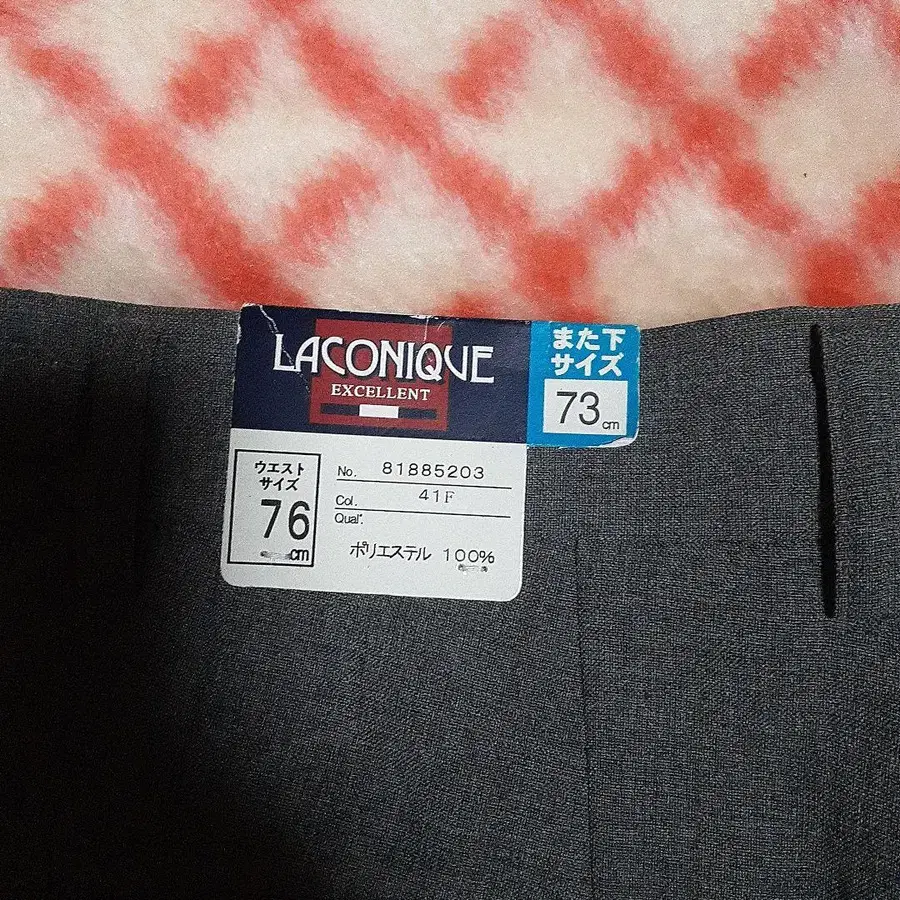 LACONIQUE
EXCELLENT
また下
サイズ
73cm
ウエスト
サイズ
76
cm
No. 81885203
Col. 41F
Qual'.
ポリエステル 100%